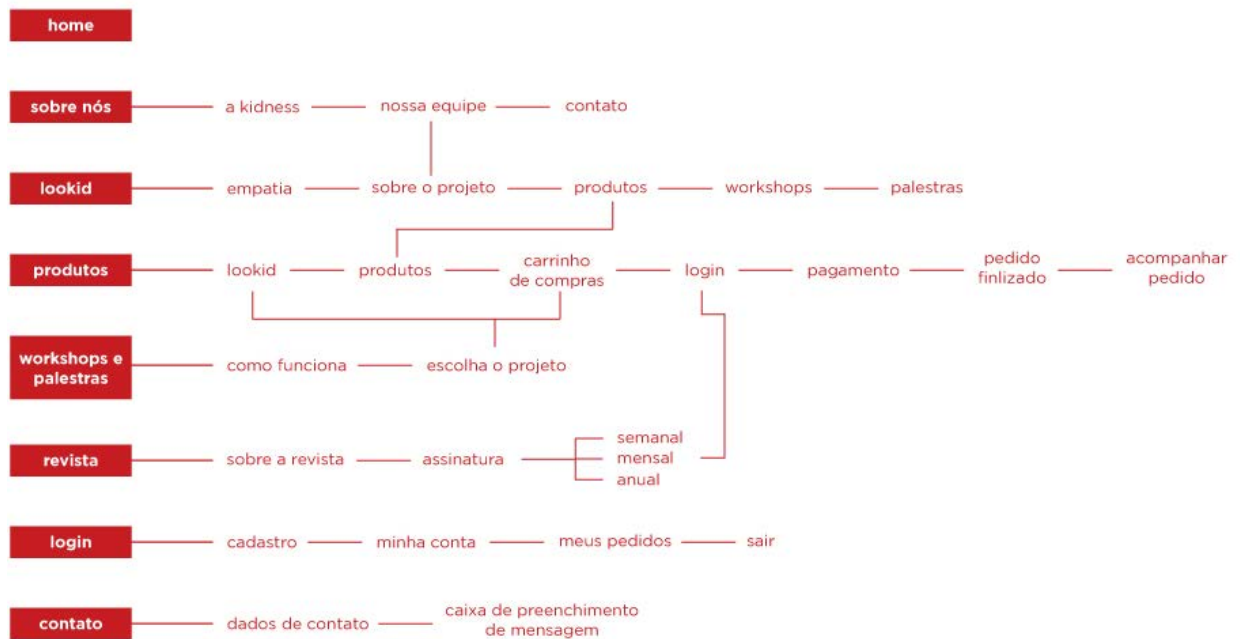 home
sobre nós
a kidness
nossa equipe
contato
lookid
empatia
sobre o projeto
produtos
workshops
palestras
produtos
lookid
produtos
carrinho
de compras
login
pagamento
pedido
finlizado
acompanhar
pedido
workshops e
palestras
como funciona
escolha o projeto
revista
sobre a revista
assinatura
semanal
mensal
anual
login
cadastro
minha conta
meus pedidos
sair
contato
dados de contato
caixa de preenchimento
de mensagem